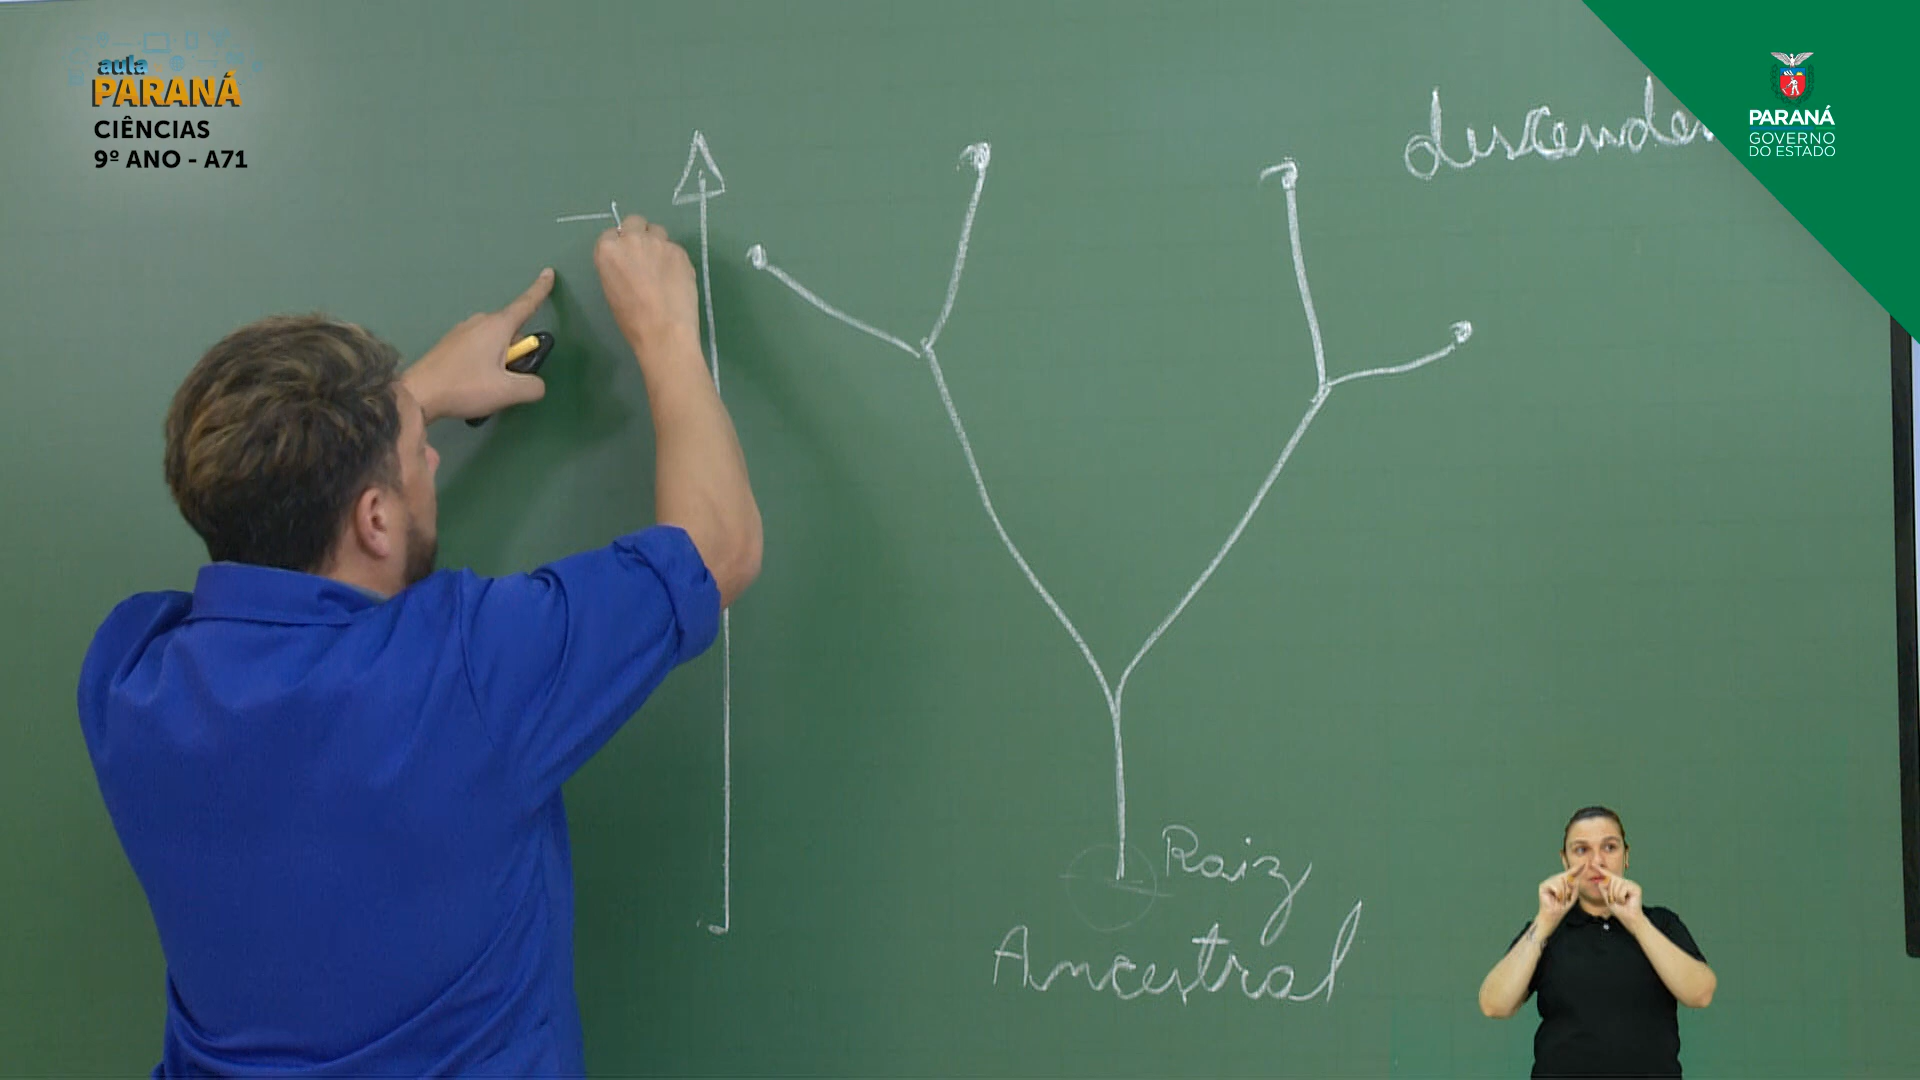 aula
PARANÁ
CIÊNCIAS
9º ANO - A71
PARANÁ
GOVERNO
DO ESTADO
descenden
Raiz
Ancestral